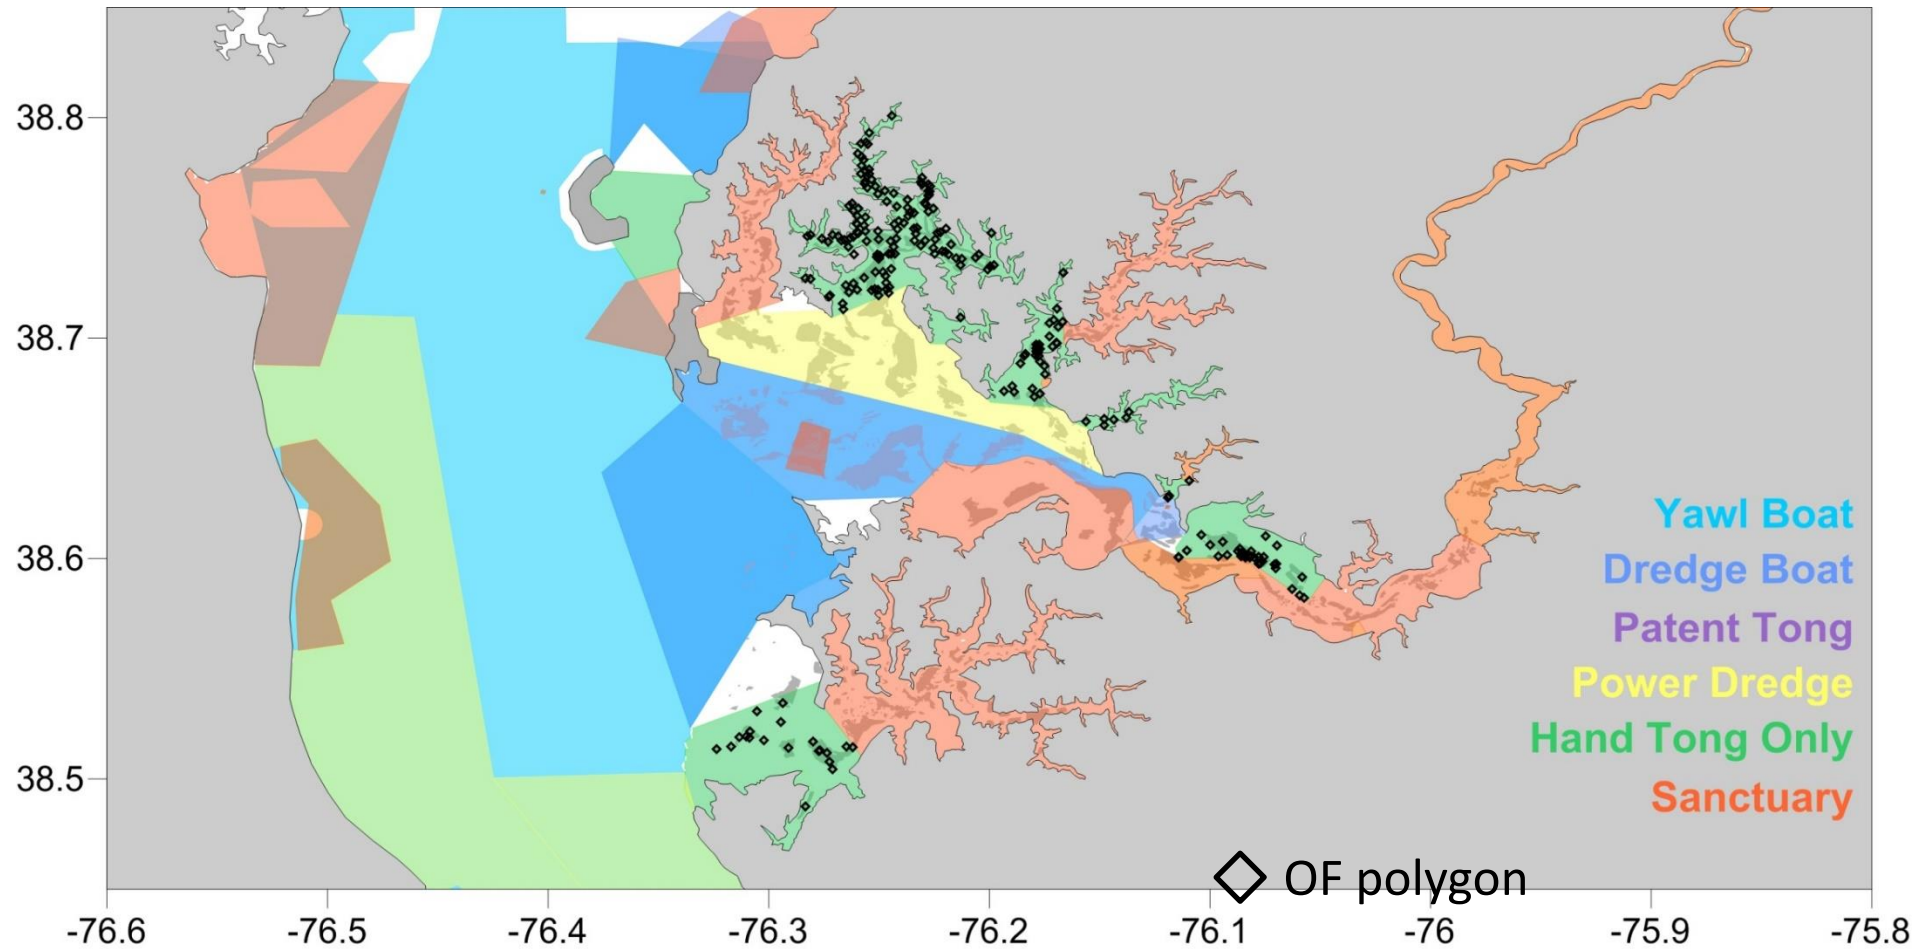 38.8
38.7
38.6
38.5
Yawl Boat
Dredge Boat
Patent Tong
Power Dredge
Hand Tong Only
Sanctuary
OF polygon
-76.6 -76.5 -76.4 -76.3 -76.2 -76.1 -76 -75.9 -75.8